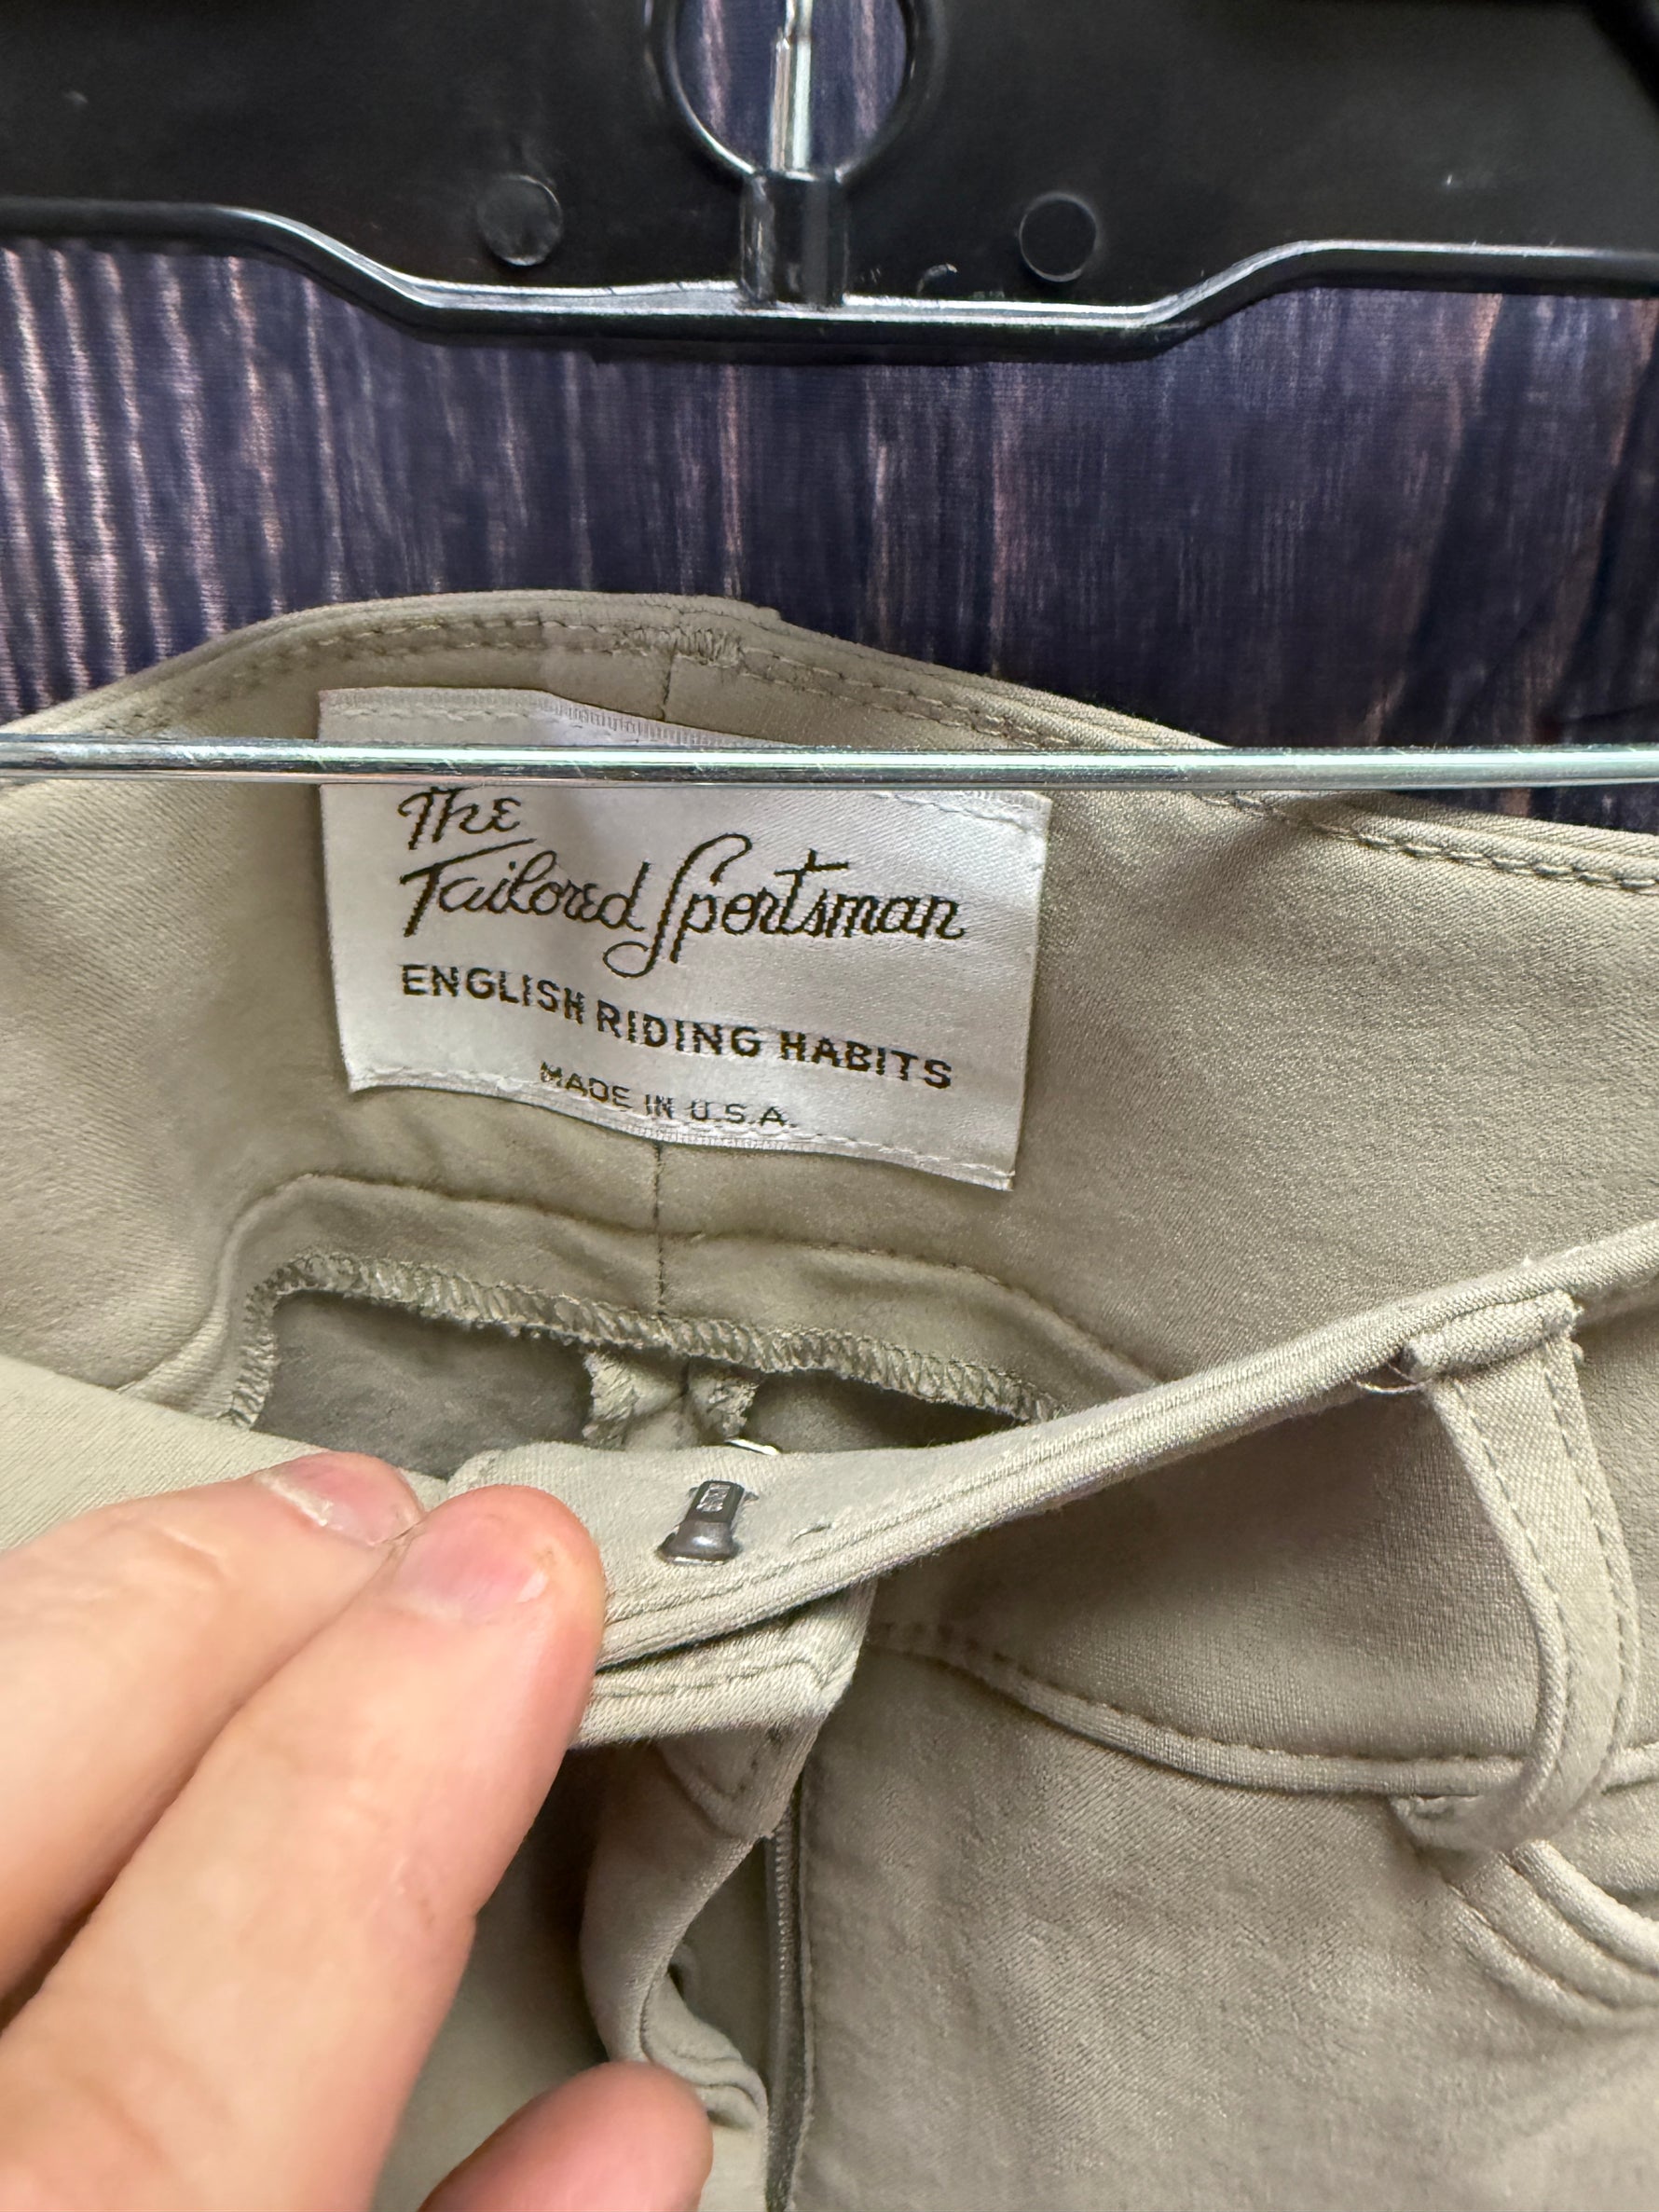 The
Tailored Sportsman
ENGLISH RIDING HABITS
MADE IN U.S.A.